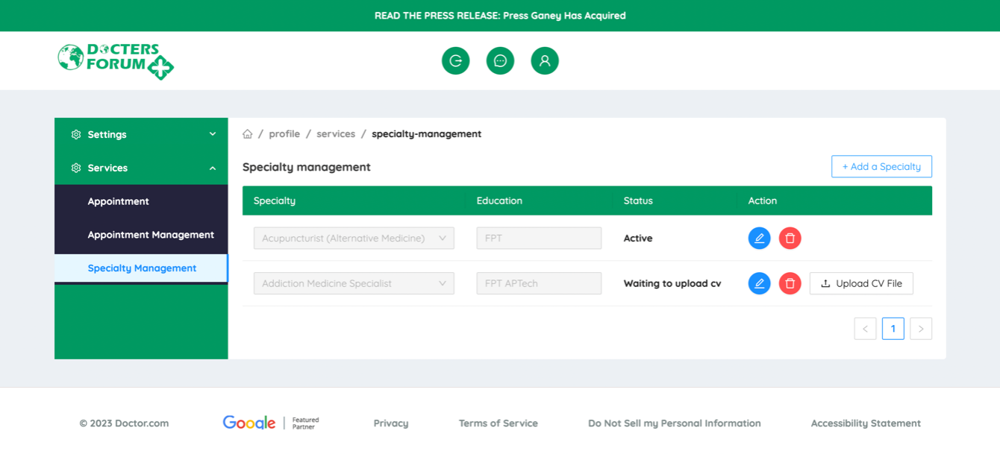 READ THE PRESS RELEASE: Press Ganey Has Acquired
DOCTERS
FORUM
Settings
Services
Appointment
Appointment Management
Specialty Management
/ profile / services / specialty-management
Specialty management
+ Add a Specialty
Specialty Education Status Action
Acupuncturist (Alternative Medicine) FPT Active
Addiction Medicine Specialist FPT APTech Waiting to upload cv Upload CV File
< 1 >
© 2023 Doctor.com
Google | Featured
Partner
Privacy
Terms of Service
Do Not Sell my Personal Information
Accessibility Statement